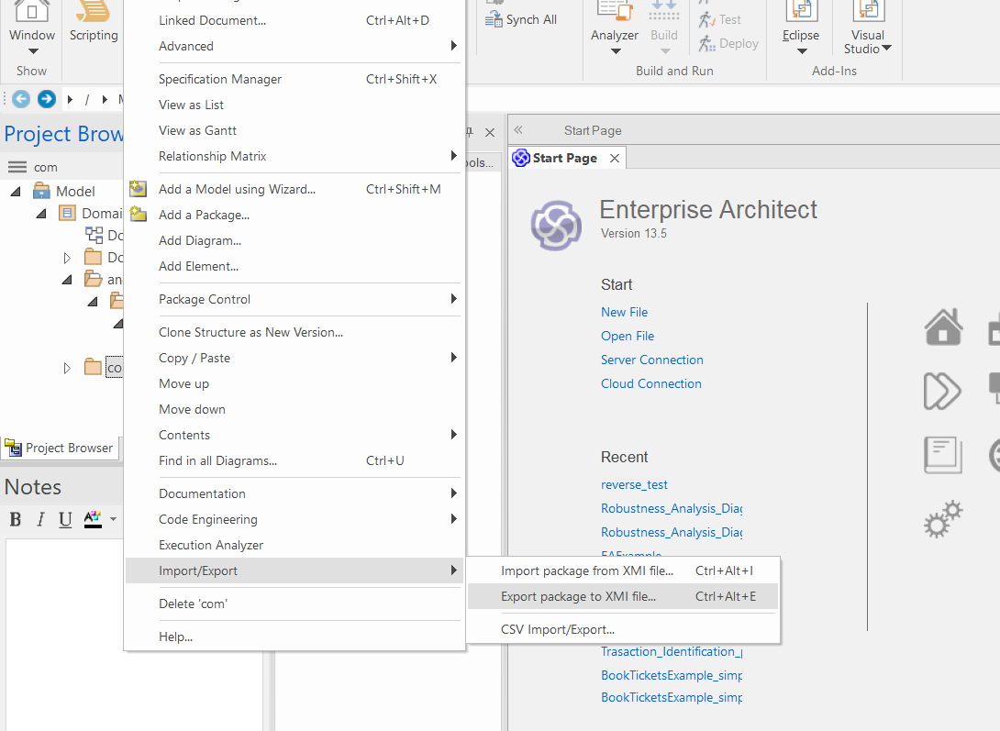 Linked Document... Ctrl+Alt+D
Advanced
Specification Manager Ctrl+Shift+X
View as List
View as Gantt
Relationship Matrix
Add a Model using Wizard... Ctrl+Shift+M
Add a Package...
Add Diagram...
Add Element...
Package Control
Clone Structure as New Version...
Copy / Paste
Move up
Move down
Contents
Find in all Diagrams... Ctrl+U
Documentation
Code Engineering
Execution Analyzer
Import/Export
Delete 'com'
Help...
Import package from XMI file... Ctrl+Alt+I
Export package to XMI file... Ctrl+Alt+E
CSV Import/Export...
Window
Show
Scripting
Synch All
Analyzer
Build
Test
Deploy
Build and Run
Eclipse
Visual
Studio
Add-Ins
/
Project Brow
com
Model
Domai
Do
Do
an
co
Project Browser
Notes
B I U A
ols...
Start Page
Start Page
Enterprise Architect
Version 13.5
Start
New File
Open File
Server Connection
Cloud Connection
Recent
reverse_test
Robustness_Analysis_Diag
Robustness_Analysis_Diag
EAExample
Trasaction_Identification_p
BookTicketsExample_simp
BookTicketsExample_simp